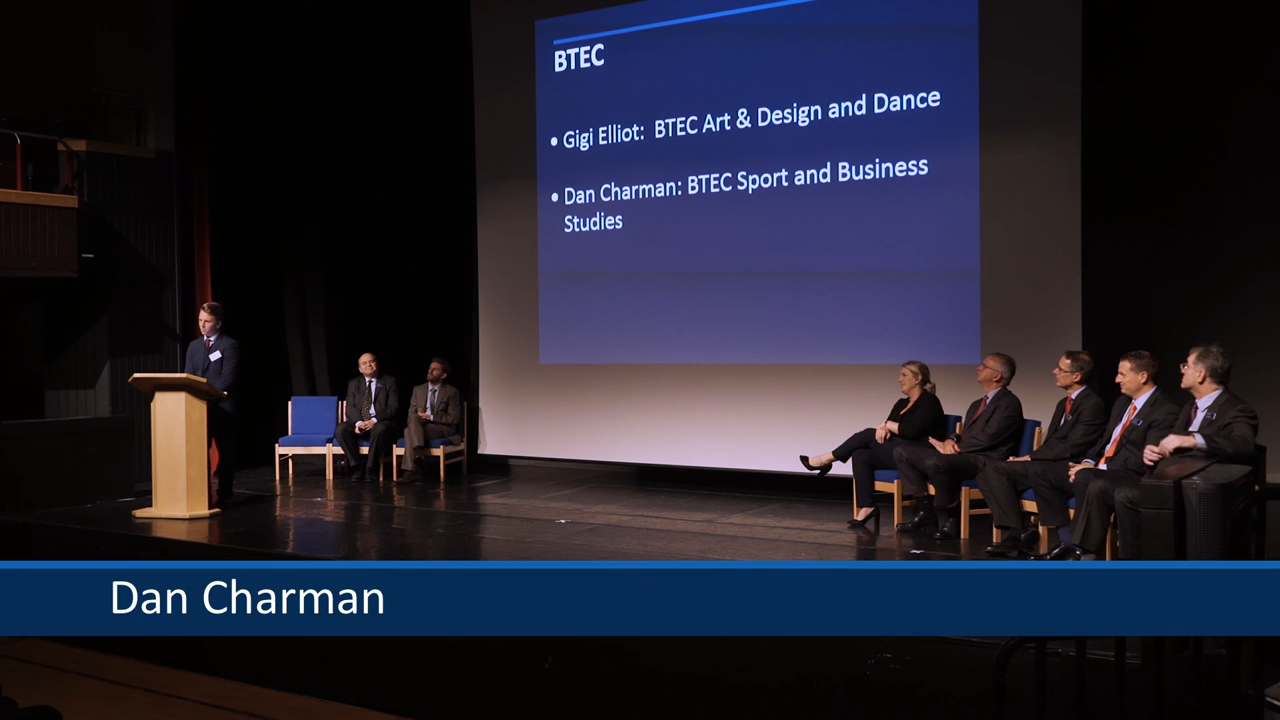 BTEC
• Gigi Elliot: BTEC Art & Design and Dance
• Dan Charman: BTEC Sport and Business
Studies
Dan Charman